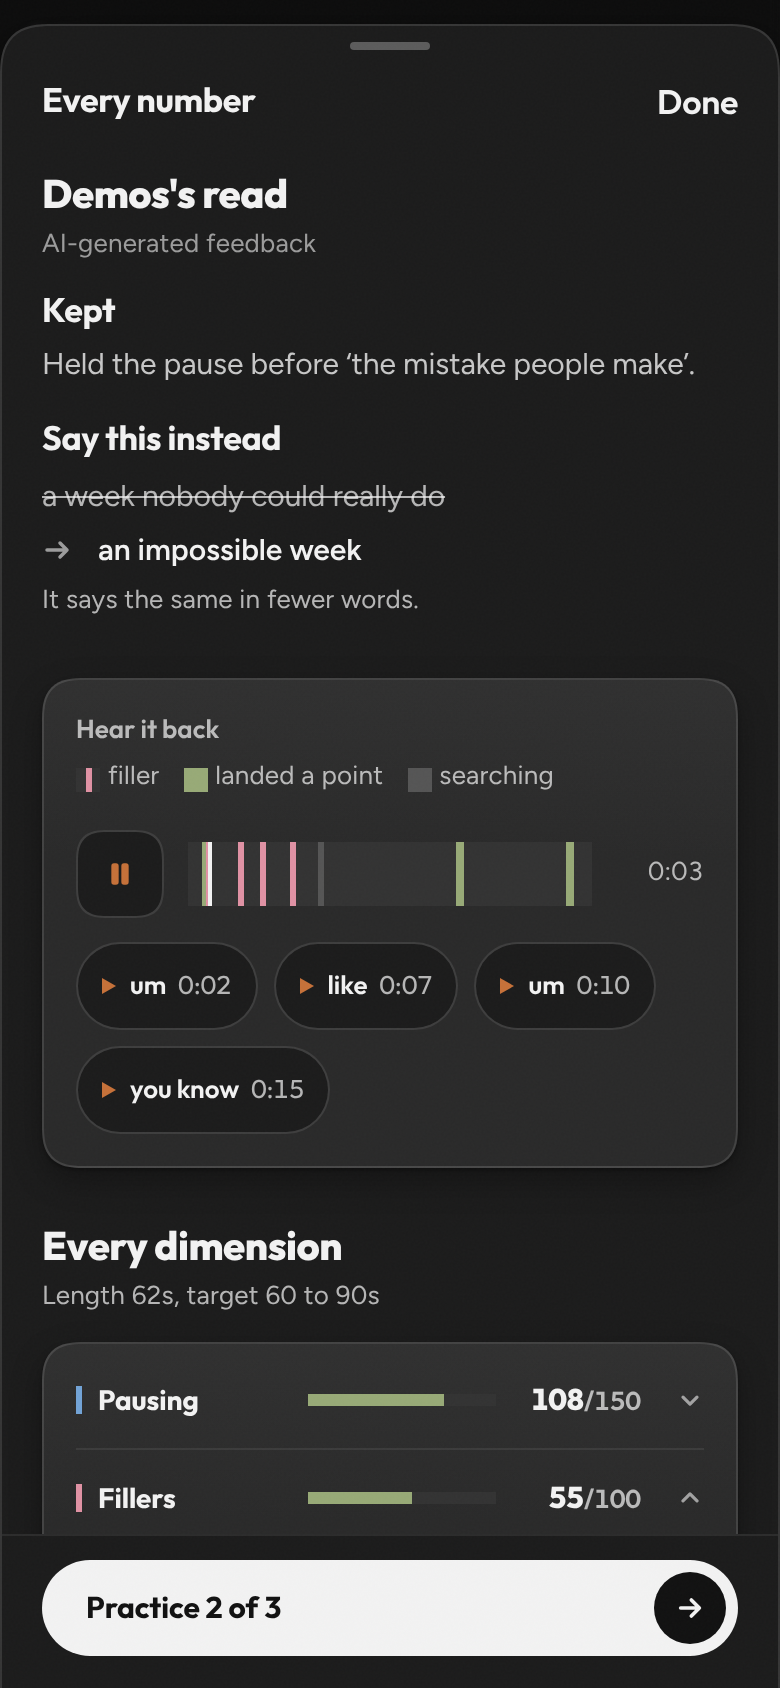 Every number
Done
Demos's read
AI-generated feedback
Kept
Held the pause before ‘the mistake people make’.
Say this instead
a week nobody could really do
→ an impossible week
It says the same in fewer words.
Hear it back
filler landed a point searching
0:03
um 0:02 like 0:07 um 0:10
you know 0:15
Every dimension
Length 62s, target 60 to 90s
Pausing 108/150
Fillers 55/100
Practice 2 of 3